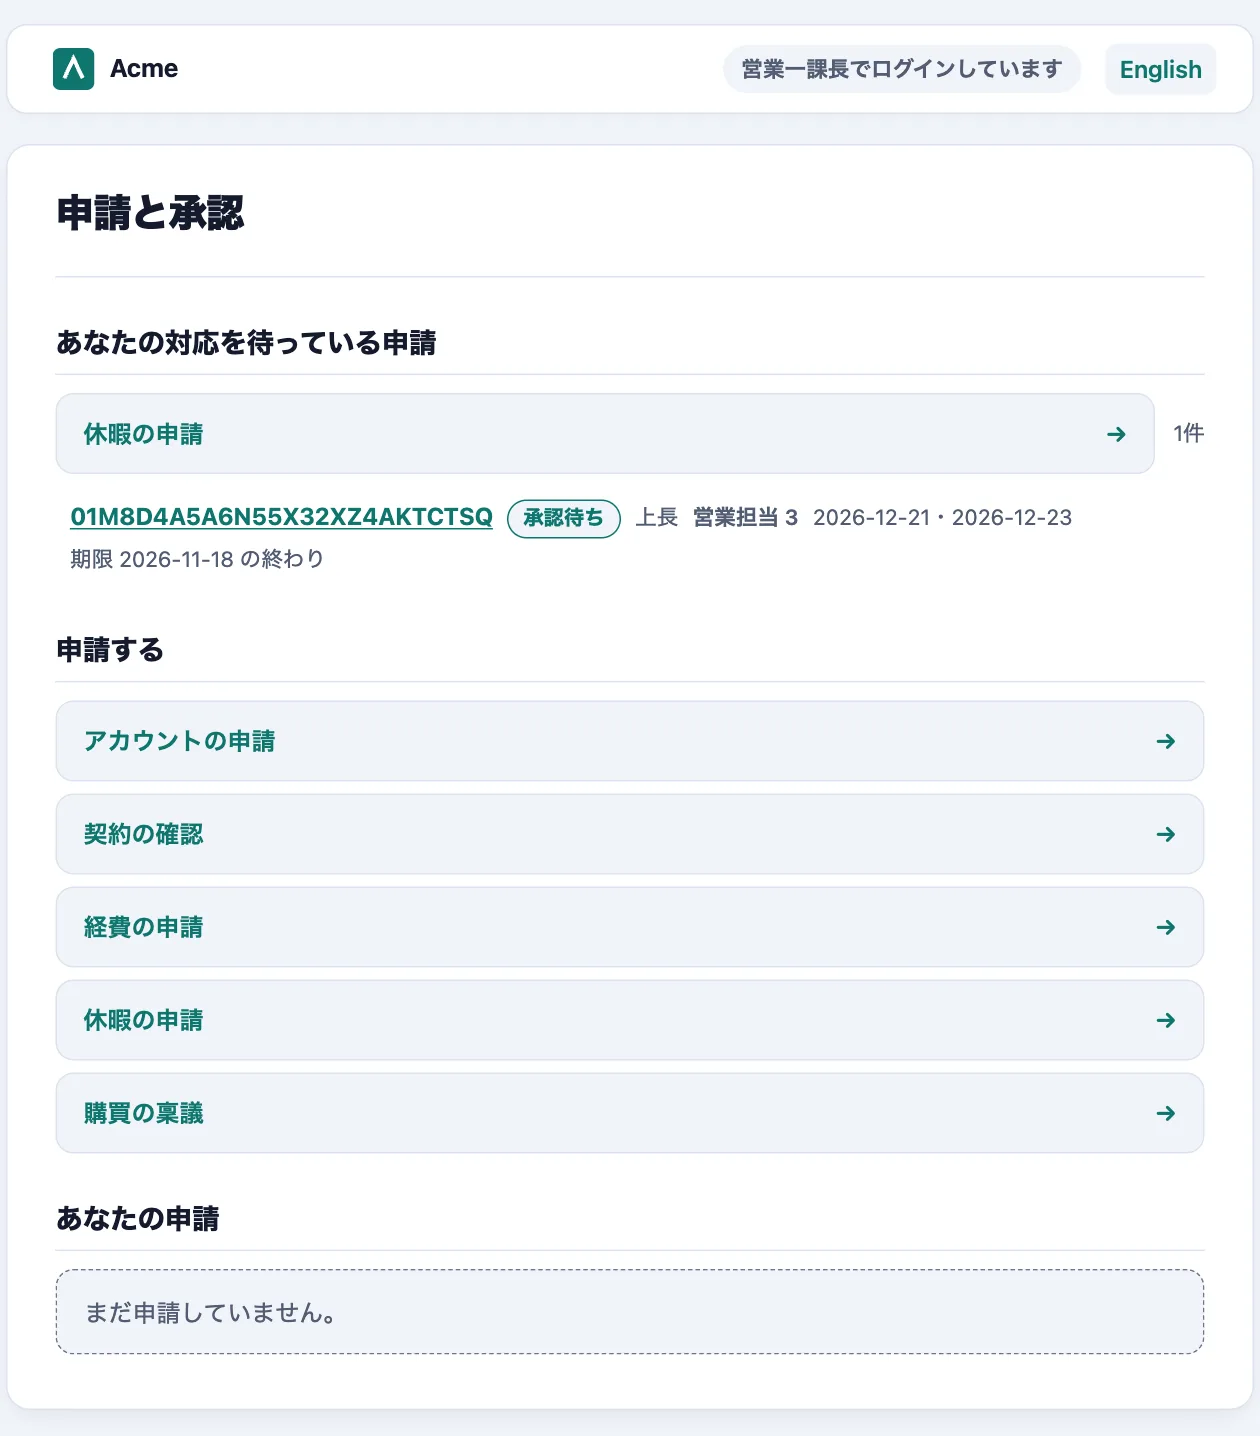 Acme
営業一課長でログインしています
English
申請と承認
あなたの対応を待っている申請
休暇の申請 → 1件
01M8D4A5A6N55X32XZ4AKTCTSQ 承認待ち 上長 営業担当 3 2026-12-21・2026-12-23
期限 2026-11-18 の終わり
申請する
アカウントの申請 →
契約の確認 →
経費の申請 →
休暇の申請 →
購買の稟議 →
あなたの申請
まだ申請していません。